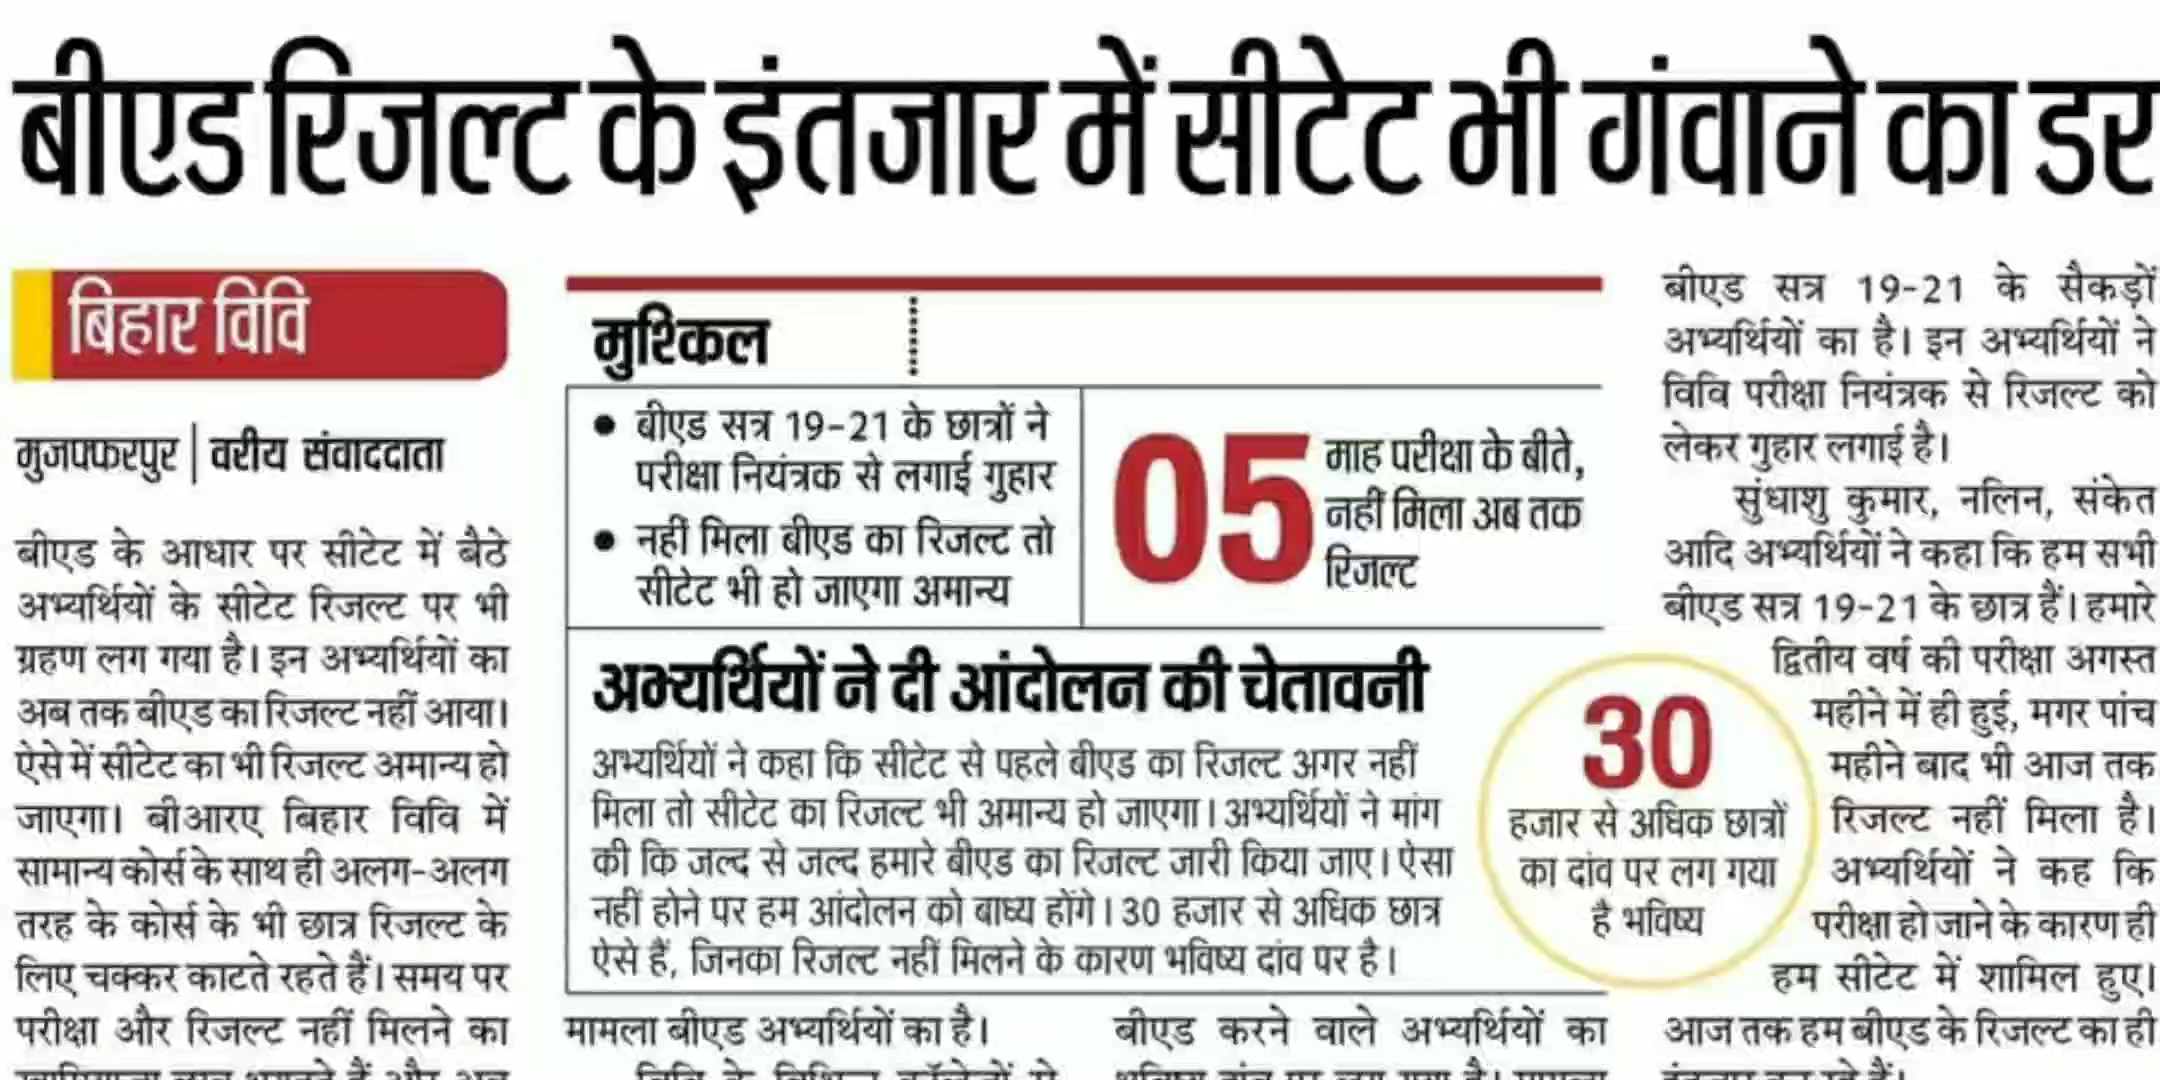 बीएड रिजल्ट के इंतजार में सीटेट भी गंवाने का डर
बिहार विवि
मुजफ्फरपुर | वरीय संवाददाता
बीएड के आधार पर सीटेट में बैठे
अभ्यर्थियों के सीटेट रिजल्ट पर भी
ग्रहण लग गया है। इन अभ्यर्थियों का
अब तक बीएड का रिजल्ट नहीं आया।
ऐसे में सीटेट का भी रिजल्ट अमान्य हो
जाएगा। बीआरए बिहार विवि में
सामान्य कोर्स के साथ ही अलग-अलग
तरह के कोर्स के भी छात्र रिजल्ट के
लिए चक्कर काटते रहते हैं। समय पर
परीक्षा और रिजल्ट नहीं मिलने का
मुश्किल
• बीएड सत्र 19-21 के छात्रों ने
परीक्षा नियंत्रक से लगाई गुहार
• नहीं मिला बीएड का रिजल्ट तो
सीटेट भी हो जाएगा अमान्य
05
माह परीक्षा के बीते,
नहीं मिला अब तक
रिजल्ट
अभ्यर्थियों ने दी आंदोलन की चेतावनी
अभ्यर्थियों ने कहा कि सीटेट से पहले बीएड का रिजल्ट अगर नहीं
मिला तो सीटेट का रिजल्ट भी अमान्य हो जाएगा। अभ्यर्थियों ने मांग
की कि जल्द से जल्द हमारे बीएड का रिजल्ट जारी किया जाए। ऐसा
नहीं होने पर हम आंदोलन को बाध्य होंगे। 30 हजार से अधिक छात्र
ऐसे हैं, जिनका रिजल्ट नहीं मिलने के कारण भविष्य दांव पर है।
30
हजार से अधिक छात्रों
का दांव पर लग गया
है भविष्य
मामला बीएड अभ्यर्थियों का है।
बीएड करने वाले अभ्यर्थियों का
बीएड सत्र 19-21 के सैकड़ों
अभ्यर्थियों का है। इन अभ्यर्थियों ने
विवि परीक्षा नियंत्रक से रिजल्ट को
लेकर गुहार लगाई है।
सुंधाशु कुमार, नलिन, संकेत
आदि अभ्यर्थियों ने कहा कि हम सभी
बीएड सत्र 19-21 के छात्र हैं। हमारे
द्वितीय वर्ष की परीक्षा अगस्त
महीने में ही हुई, मगर पांच
महीने बाद भी आज तक
रिजल्ट नहीं मिला है।
अभ्यर्थियों ने कह कि
परीक्षा हो जाने के कारण ही
हम सीटेट में शामिल हुए।
आज तक हम बीएड के रिजल्ट का ही